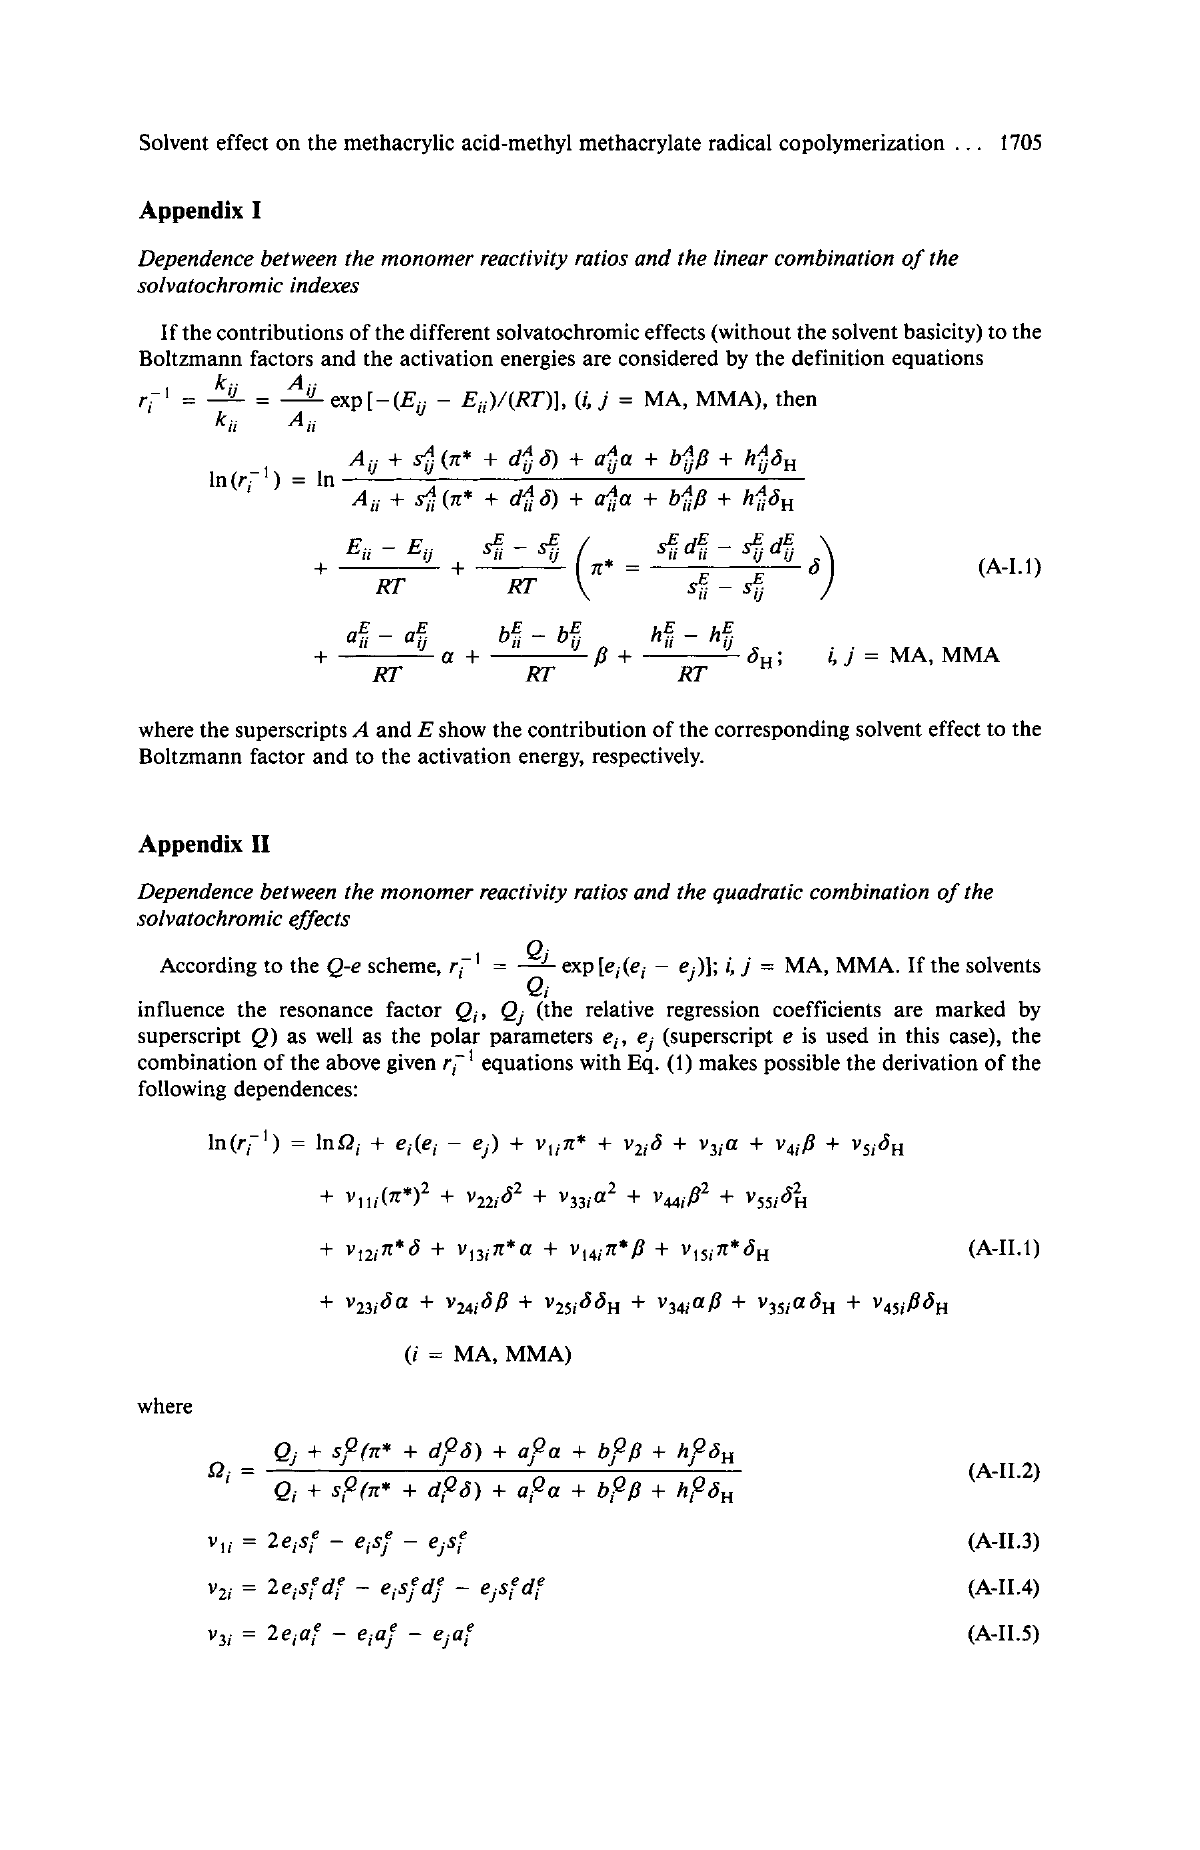 Solvent effect on the methacrylic acid-methyl methacrylate radical copolymerization ... 1705
Appendix I
Dependence between the monomer reactivity ratios and the linear combination of the
solvatochromic indexes
If the contributions of the different solvatochromic effects (without the solvent basicity) to the
Boltzmann factors and the activation energies are considered by the definition equations
$r_i^{-1} = \frac{k_{ij}}{k_{ii}} = \frac{A_{ij}}{A_{ii}} \exp[-(E_{ij} - E_{ii})/(RT)]$, (i, j = MA, MMA), then
$\ln(r_i^{-1}) = \ln \frac{A_{ij} + s_{ij}^A(\pi^* + d_{ij}^A\delta) + a_{ij}^A\alpha + b_{ij}^A\beta + h_{ij}^A\delta_H}{A_{ii} + s_{ii}^A(\pi^* + d_{ii}^A\delta) + a_{ii}^A\alpha + b_{ii}^A\beta + h_{ii}^A\delta_H}$
$+ \frac{E_{ii} - E_{ij}}{RT} + \frac{s_{ii}^E - s_{ij}^E}{RT} \left(\pi^* = \frac{s_{ii}^E d_{ii}^E - s_{ij}^E d_{ij}^E}{s_{ii}^E - s_{ij}^E} \delta\right)$ (A-I.1)
$+ \frac{a_{ii}^E - a_{ij}^E}{RT} \alpha + \frac{b_{ii}^E - b_{ij}^E}{RT} \beta + \frac{h_{ii}^E - h_{ij}^E}{RT} \delta_H$; i, j = MA, MMA
where the superscripts A and E show the contribution of the corresponding solvent effect to the
Boltzmann factor and to the activation energy, respectively.
Appendix II
Dependence between the monomer reactivity ratios and the quadratic combination of the
solvatochromic effects
According to the Q-e scheme, $r_i^{-1} = \frac{Q_j}{Q_i} \exp[e_i(e_i - e_j)]$; i, j = MA, MMA. If the solvents
influence the resonance factor $Q_i$, $Q_j$ (the relative regression coefficients are marked by
superscript Q) as well as the polar parameters $e_i$, $e_j$ (superscript e is used in this case), the
combination of the above given $r_i^{-1}$ equations with Eq. (1) makes possible the derivation of the
following dependences:
$\ln(r_i^{-1}) = \ln\Omega_i + e_i(e_i - e_j) + v_{1i}\pi^* + v_{2i}\delta + v_{3i}\alpha + v_{4i}\beta + v_{5i}\delta_H$
$+ v_{11i}(\pi^*)^2 + v_{22i}\delta^2 + v_{33i}\alpha^2 + v_{44i}\beta^2 + v_{55i}\delta_H^2$
$+ v_{12i}\pi^*\delta + v_{13i}\pi^*\alpha + v_{14i}\pi^*\beta + v_{15i}\pi^*\delta_H$ (A-II.1)
$+ v_{23i}\delta\alpha + v_{24i}\delta\beta + v_{25i}\delta\delta_H + v_{34i}\alpha\beta + v_{35i}\alpha\delta_H + v_{45i}\beta\delta_H$
(i = MA, MMA)
where
$\Omega_i = \frac{Q_j + s_j^Q(\pi^* + d_j^Q\delta) + a_j^Q\alpha + b_j^Q\beta + h_j^Q\delta_H}{Q_i + s_i^Q(\pi^* + d_i^Q\delta) + a_i^Q\alpha + b_i^Q\beta + h_i^Q\delta_H}$ (A-II.2)
$v_{1i} = 2e_is_i^e - e_is_j^e - e_js_i^e$ (A-II.3)
$v_{2i} = 2e_is_i^ed_i^e - e_is_j^ed_j^e - e_js_i^ed_i^e$ (A-II.4)
$v_{3i} = 2e_ia_i^e - e_ia_j^e - e_ja_i^e$ (A-II.5)